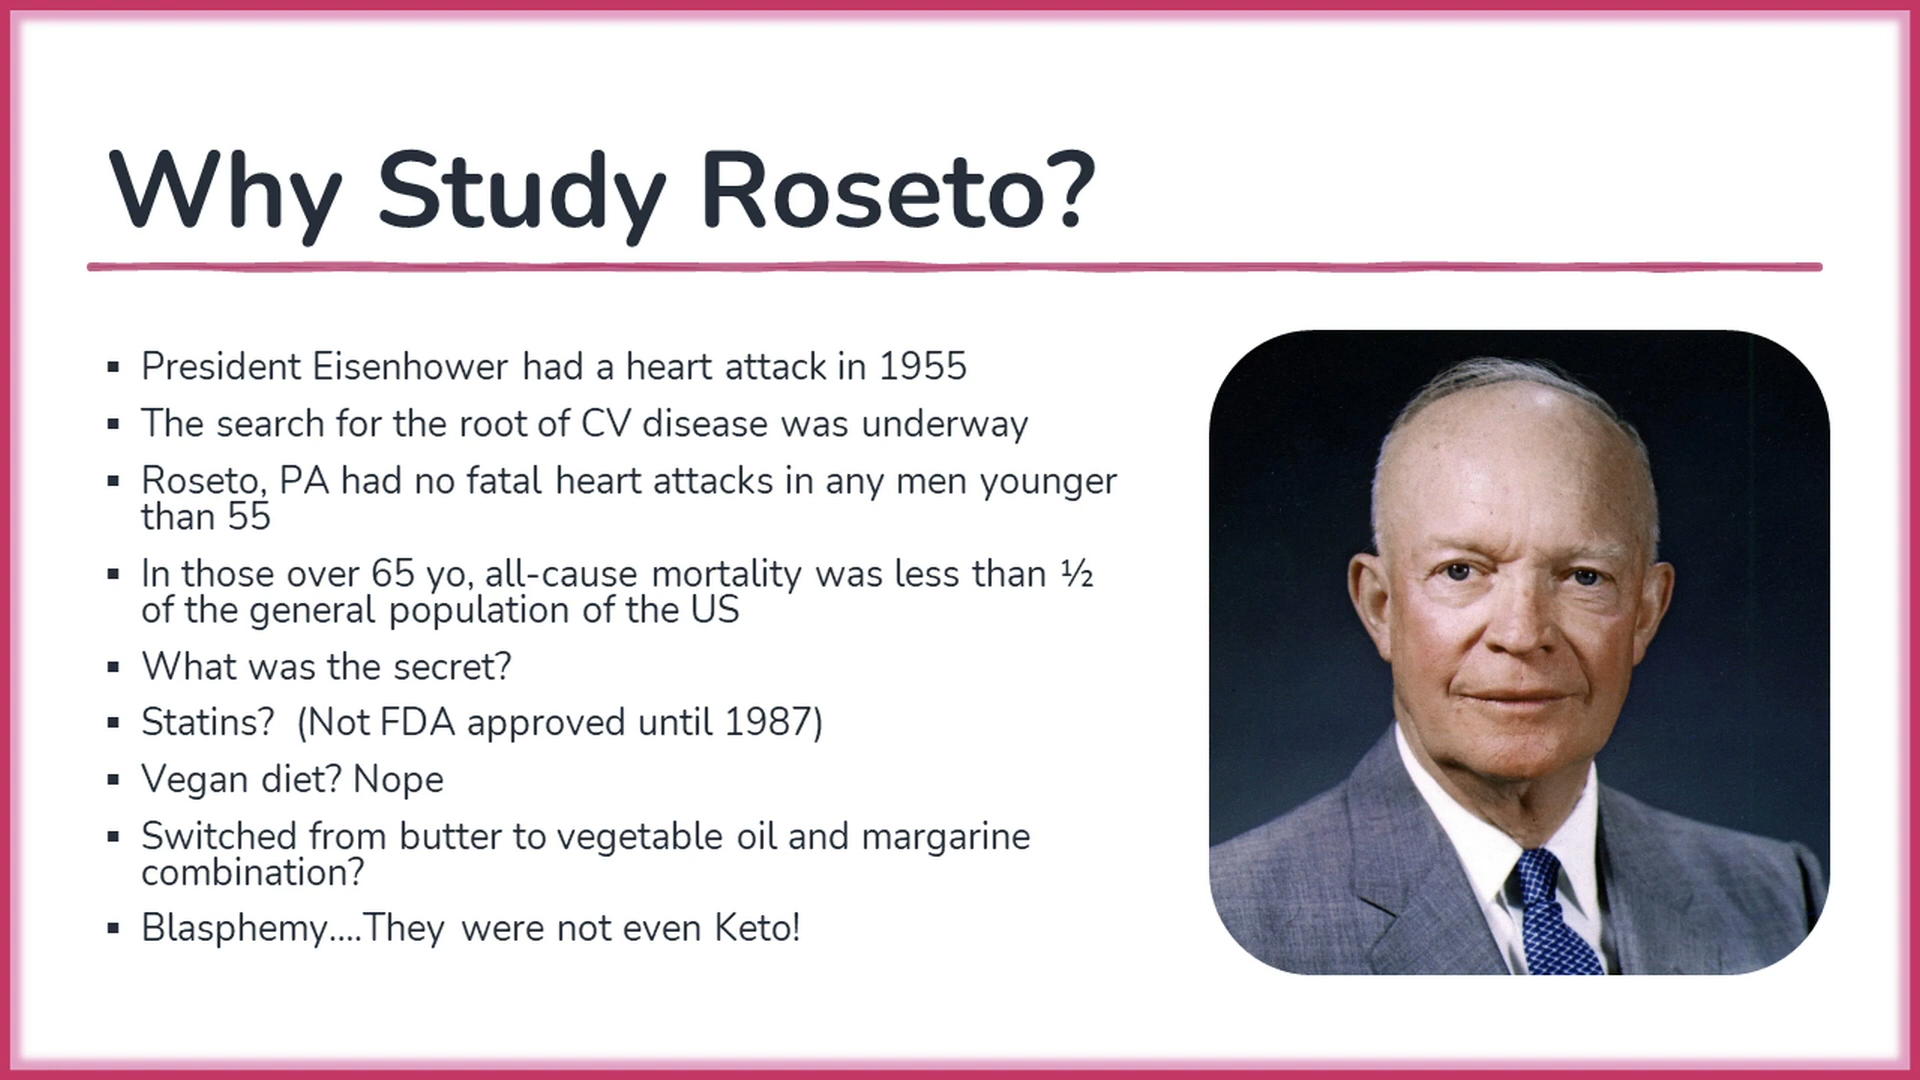 Why Study Roseto?
▪ President Eisenhower had a heart attack in 1955
▪ The search for the root of CV disease was underway
▪ Roseto, PA had no fatal heart attacks in any men younger
than 55
▪ In those over 65 yo, all-cause mortality was less than ½
of the general population of the US
▪ What was the secret?
▪ Statins?  (Not FDA approved until 1987)
▪ Vegan diet? Nope
▪ Switched from butter to vegetable oil and margarine
combination?
▪ Blasphemy....They were not even Keto!